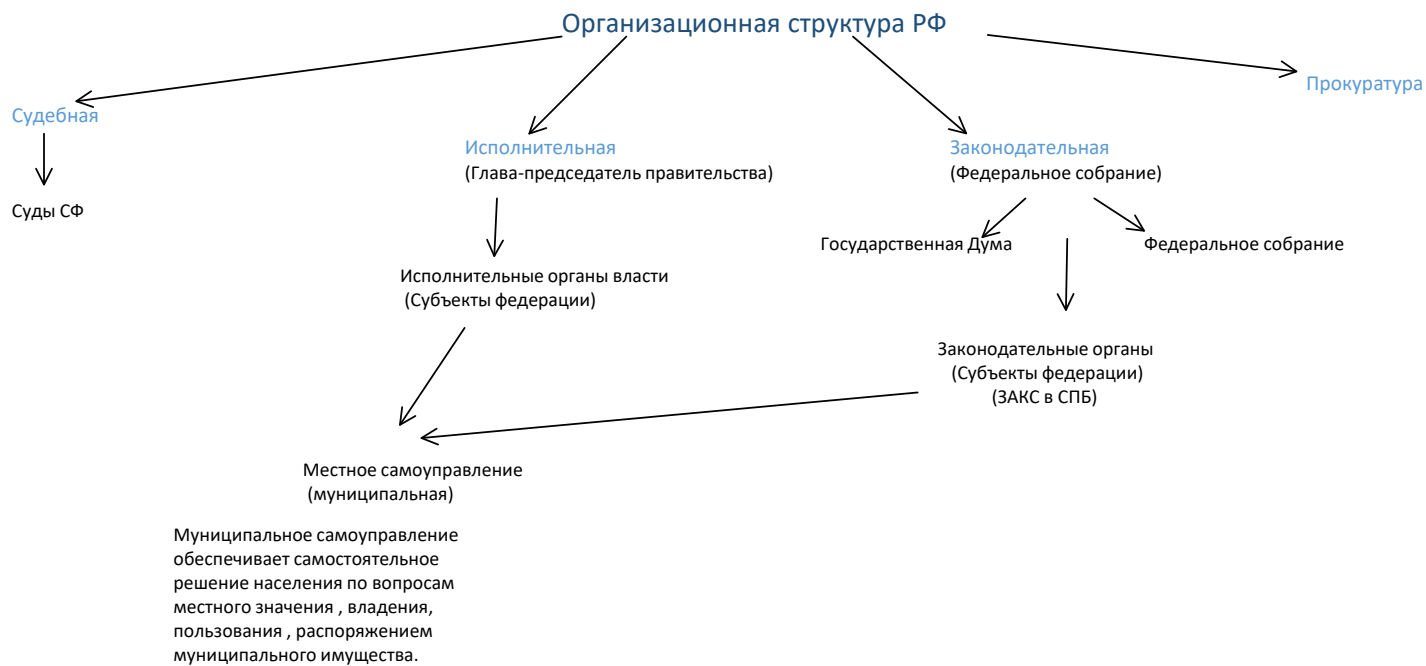 Организационная структура РФ
Прокуратура
Судебная
Исполнительная
(Глава-председатель правительства)
Законодательная
(Федеральное собрание)
Суды СФ
Государственная Дума
Федеральное собрание
Исполнительные органы власти
(Субъекты федерации)
Законодательные органы
(Субъекты федерации)
(ЗАКС в СПБ)
Местное самоуправление
(муниципальная)
Муниципальное самоуправление
обеспечивает самостоятельное
решение населения по вопросам
местного значения , владения,
пользования , распоряжением
муниципального имущества.